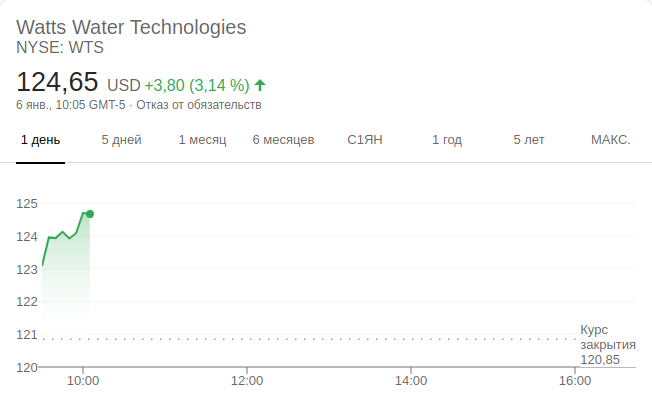 Watts Water Technologies
NYSE: WTS
124,65 USD +3,80 (3,14 %)
6 янв., 10:05 GMT-5 · Отказ от обязательств
1 день 5 дней 1 месяц 6 месяцев С1ЯН 1 год 5 лет МАКС.
125
124
123
122
121
120
Курс
закрытия
120,85
10:00 12:00 14:00 16:00